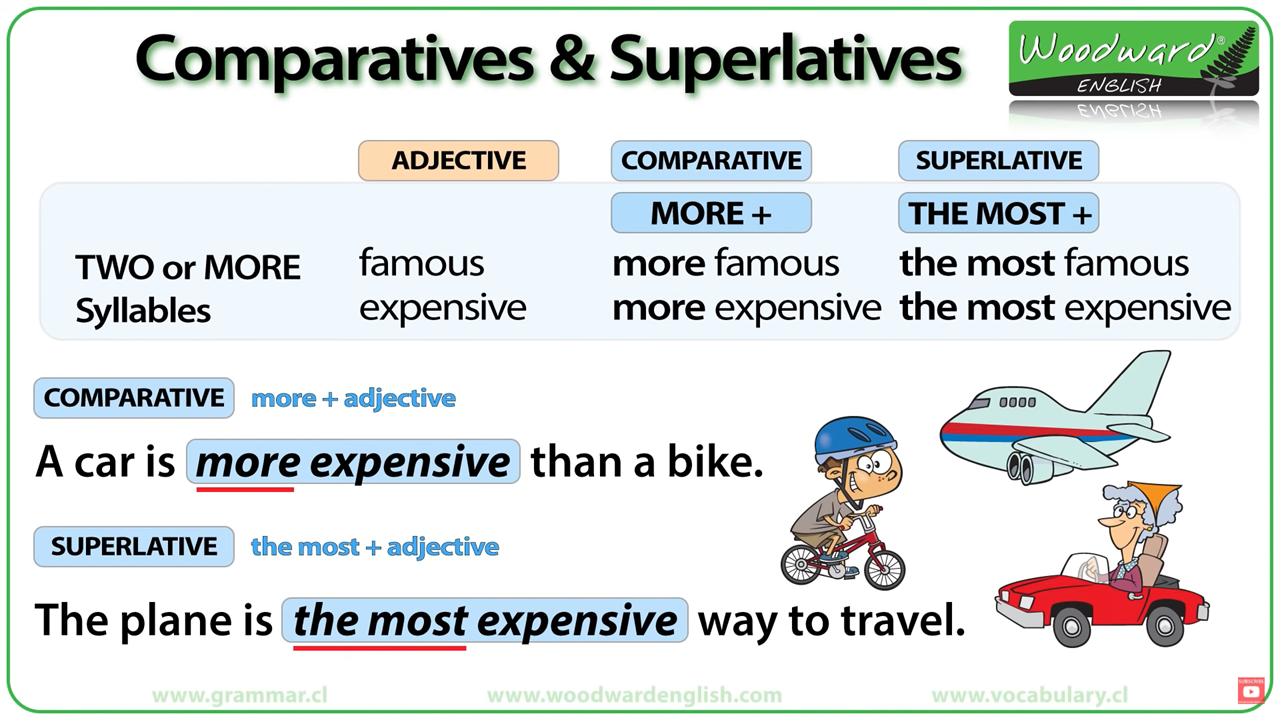 Comparatives & Superlatives
Woodward®
ENGLISH
ADJECTIVE COMPARATIVE SUPERLATIVE
MORE + THE MOST +
TWO or MORE famous more famous the most famous
Syllables expensive more expensive the most expensive
COMPARATIVE more + adjective
A car is more expensive than a bike.
SUPERLATIVE the most + adjective
The plane is the most expensive way to travel.
www.grammar.cl www.woodwardenglish.com www.vocabulary.cl
SUBSCRIBE